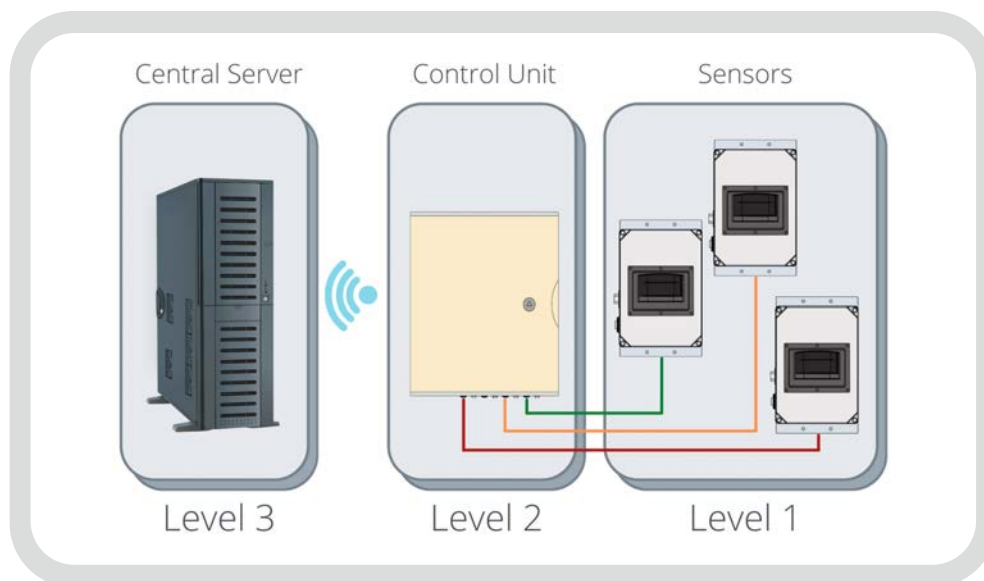 Central Server
Control Unit
Sensors
Level 3
Level 2
Level 1